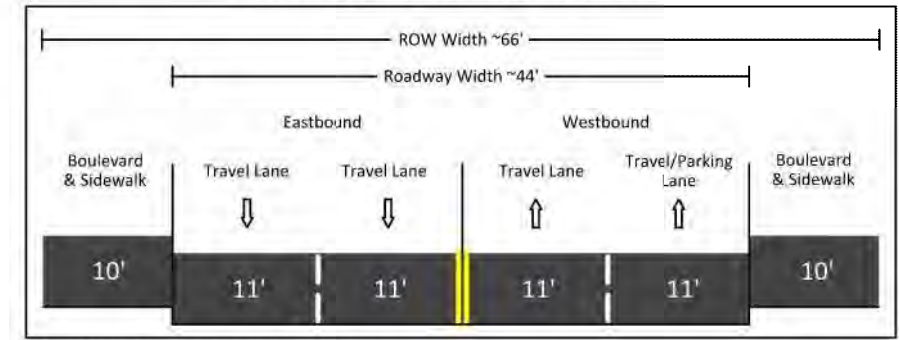 ROW Width ~66'
Roadway Width ~44'
Eastbound
Westbound
Boulevard
& Sidewalk
Travel Lane
Travel Lane
Travel Lane
Travel/Parking
Lane
Boulevard
& Sidewalk
10'
11'
11'
11'
11'
10'